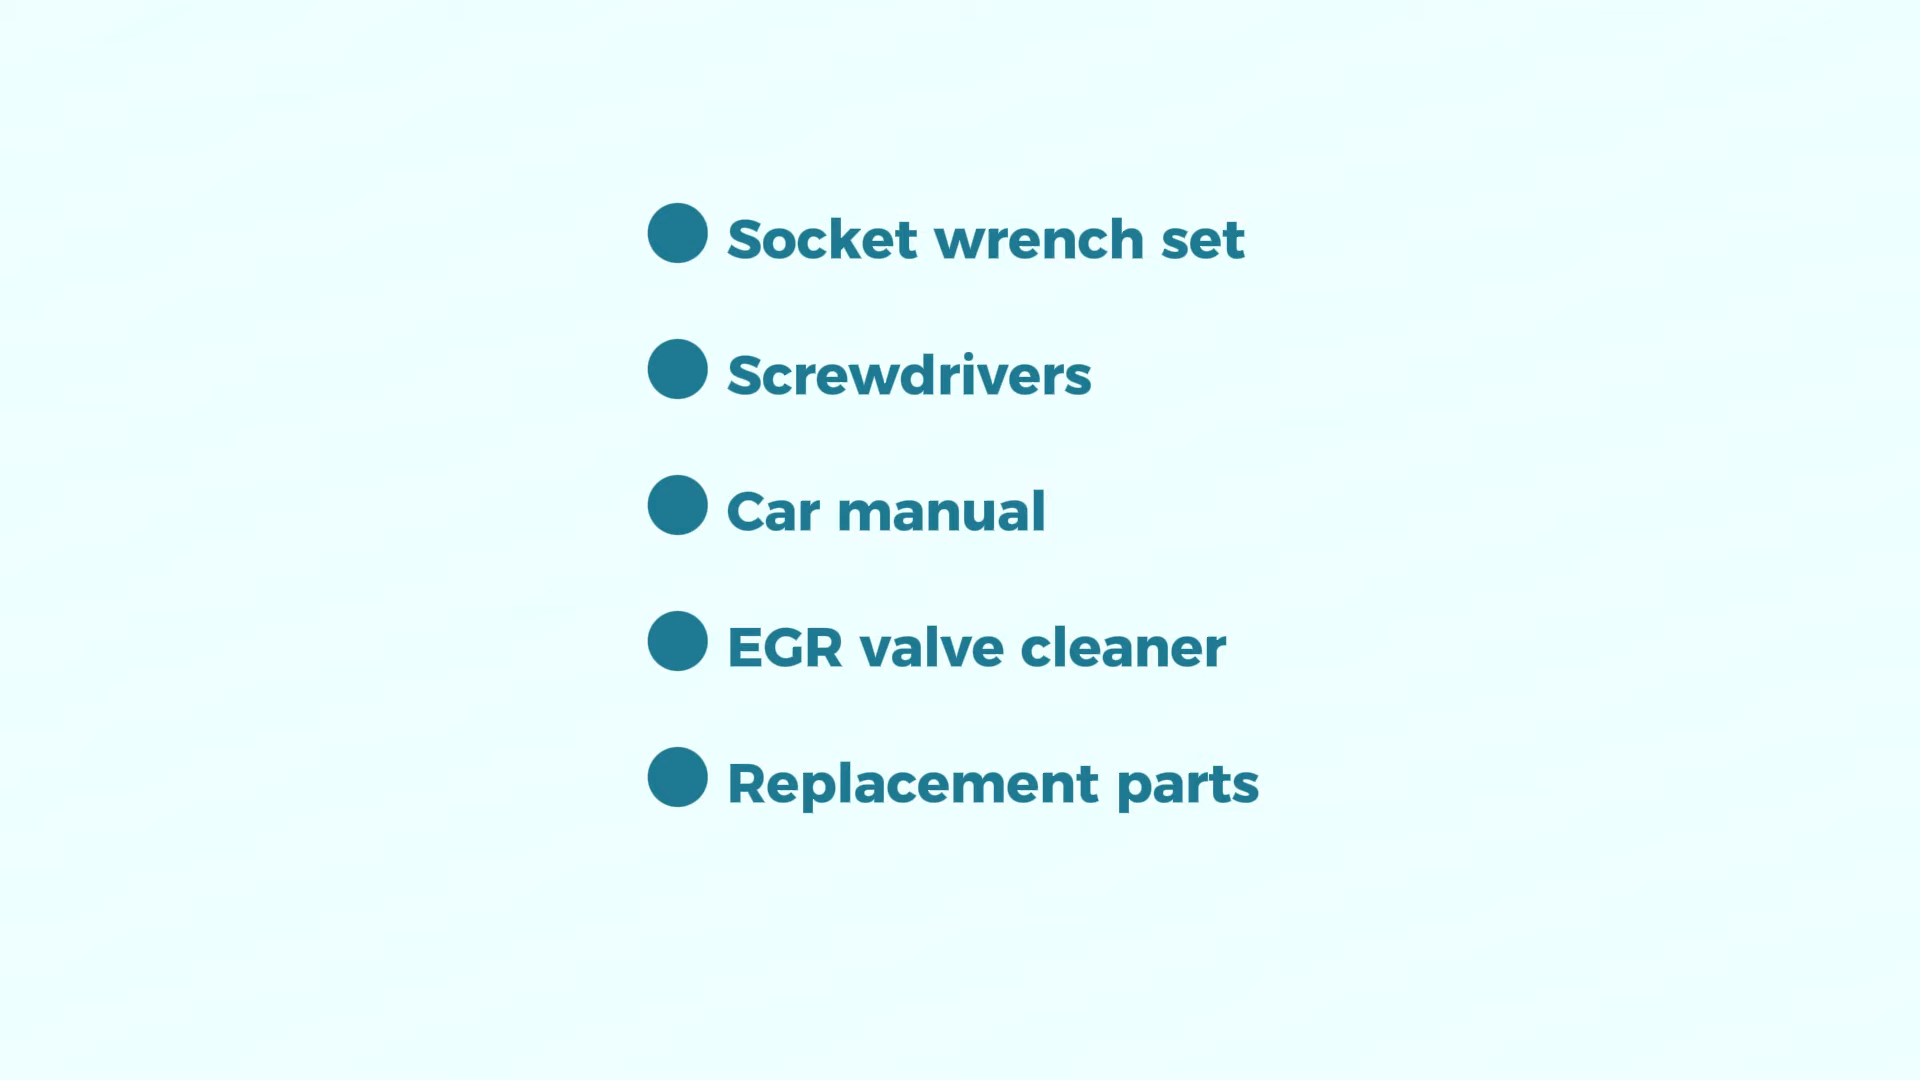 Socket wrench set
Screwdrivers
Car manual
EGR valve cleaner
Replacement parts